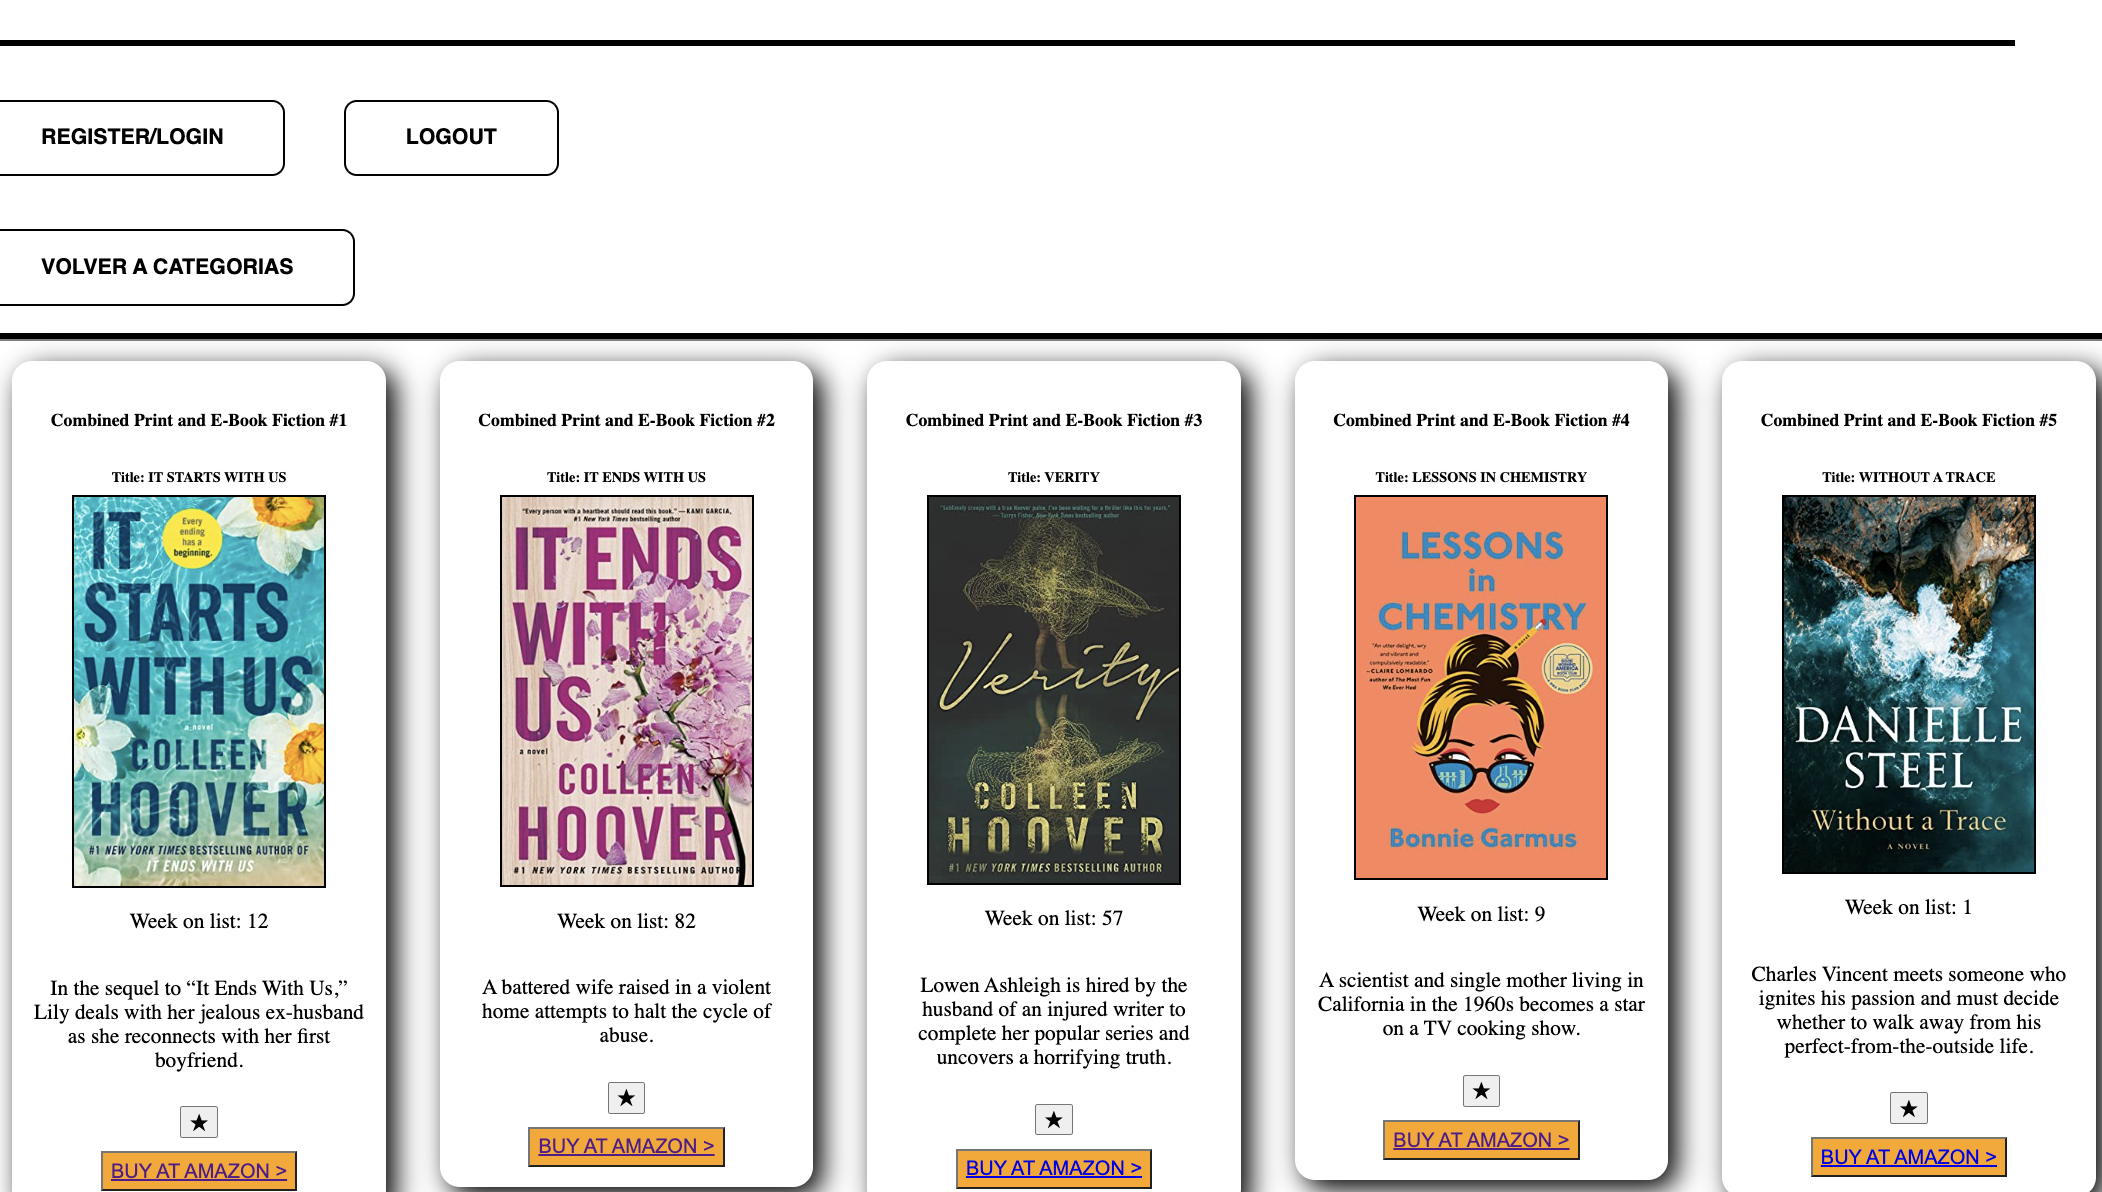 REGISTER/LOGIN
LOGOUT
VOLVER A CATEGORIAS
Combined Print and E-Book Fiction #1
Title: IT STARTS WITH US
IT
STARTS
WITH US
Every
ending
has a
beginning.
a novel
COLLEEN
HOOVER
#1 NEW YORK TIMES BESTSELLING AUTHOR OF
IT ENDS WITH US
Week on list: 12
In the sequel to “It Ends With Us,”
Lily deals with her jealous ex-husband
as she reconnects with her first
boyfriend.
★
BUY AT AMAZON >
Combined Print and E-Book Fiction #2
Title: IT ENDS WITH US
"Every person with a heartbeat should read this book." —KAMI GARCIA,
#1 New York Times bestselling author
IT ENDS
WITH
US
a novel
COLLEEN
HOOVER
#1 NEW YORK TIMES BESTSELLING AUTHOR
Week on list: 82
A battered wife raised in a violent
home attempts to halt the cycle of
abuse.
★
BUY AT AMAZON >
Combined Print and E-Book Fiction #3
Title: VERITY
Verity
COLLEEN
HOOVER
#1 NEW YORK TIMES BESTSELLING AUTHOR
Week on list: 57
Lowen Ashleigh is hired by the
husband of an injured writer to
complete her popular series and
uncovers a horrifying truth.
★
BUY AT AMAZON >
Combined Print and E-Book Fiction #4
Title: LESSONS IN CHEMISTRY
LESSONS
in
CHEMISTRY
"An utter delight, wry
and vibrant and
compulsively readable."
—CLAIRE LOMBARDO
author of The Most Fun
We Ever Had
Bonnie Garmus
Week on list: 9
A scientist and single mother living in
California in the 1960s becomes a star
on a TV cooking show.
★
BUY AT AMAZON >
Combined Print and E-Book Fiction #5
Title: WITHOUT A TRACE
DANIELLE
STEEL
Without a Trace
A NOVEL
Week on list: 1
Charles Vincent meets someone who
ignites his passion and must decide
whether to walk away from his
perfect-from-the-outside life.
★
BUY AT AMAZON >